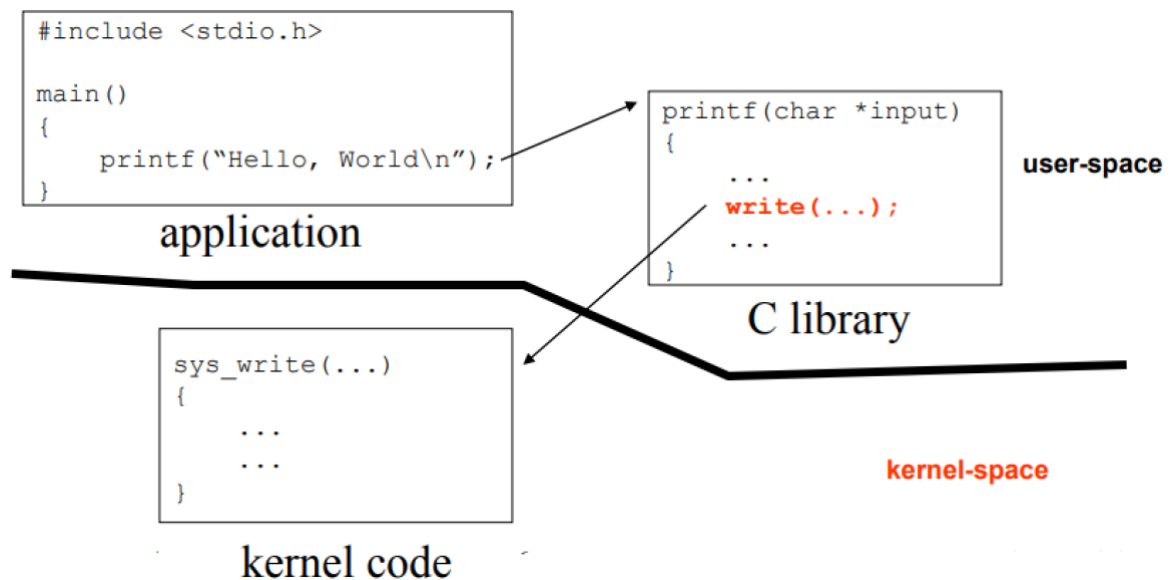 #include <stdio.h>
main()
{
printf(“Hello, World\n”);
}
application
printf(char *input)
{
...
write(...);
...
}
C library
user-space
sys_write(...)
{
...
...
}
kernel code
kernel-space